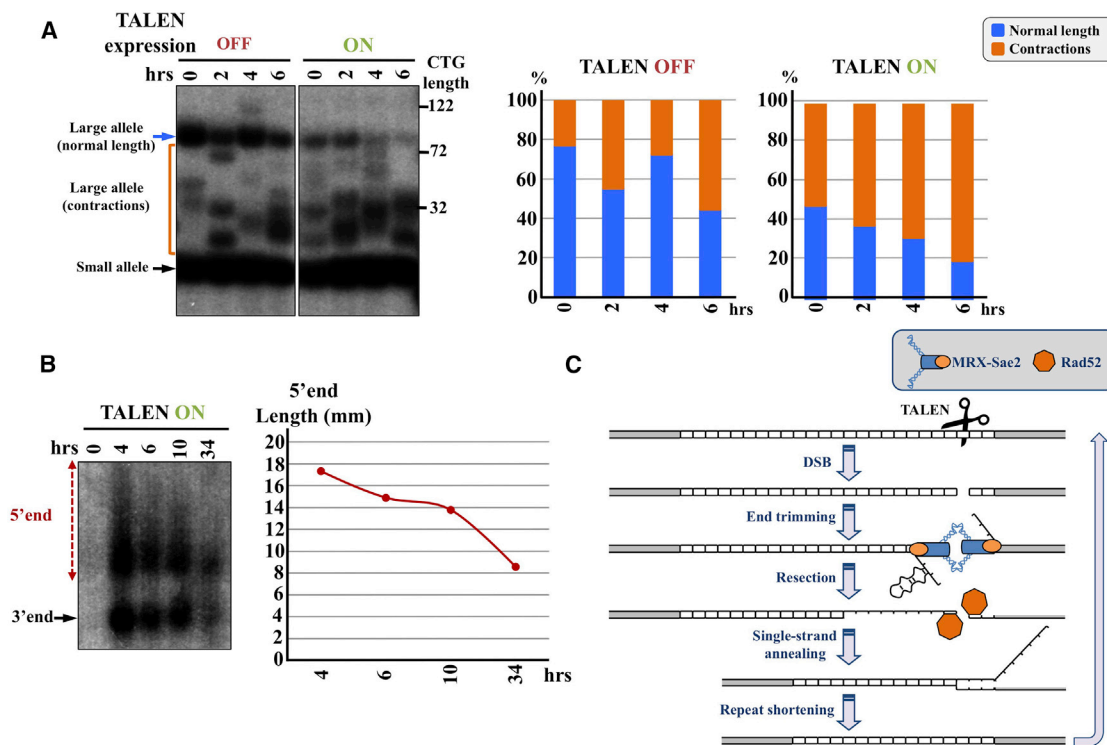 A
TALEN
expression
OFF
ON
hrs
0
2
4
6
0
2
4
6
CTG
length
122
72
32
Large allele
(normal length)
Large allele
(contractions)
Small allele
Normal length
Contractions
%
TALEN OFF
100
80
60
40
20
0
0
2
4
6
hrs
%
TALEN ON
100
80
60
40
20
0
0
2
4
6
hrs
B
TALEN ON
hrs
0
4
6
10
34
5'end
3'end
5'end
Length (mm)
20
18
16
14
12
10
8
6
4
2
0
4
6
10
34
hrs
C
MRX-Sae2
Rad52
TALEN
DSB
End trimming
Resection
Single-strand
annealing
Repeat shortening